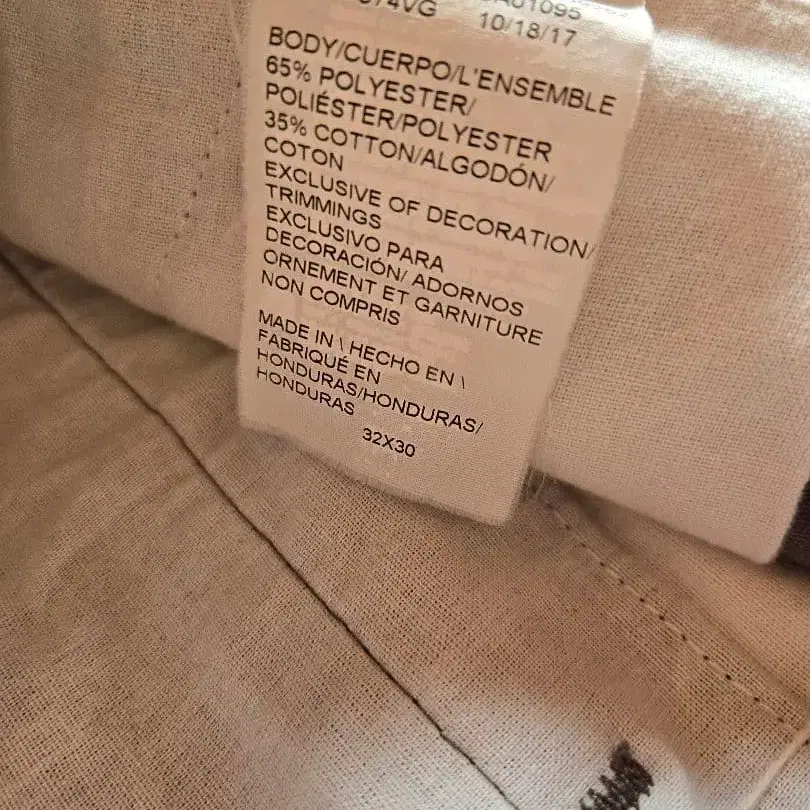 10/18/17
BODY/CUERPO/L'ENSEMBLE
65% POLYESTER/
POLIÉSTER/POLYESTER
35% COTTON/ALGODÓN/
COTON
EXCLUSIVE OF DECORATION/
TRIMMINGS
EXCLUSIVO PARA
DECORACIÓN/ ADORNOS
ORNEMENT ET GARNITURE
NON COMPRIS
MADE IN \ HECHO EN \
FABRIQUÉ EN
HONDURAS/HONDURAS/
HONDURAS
32X30